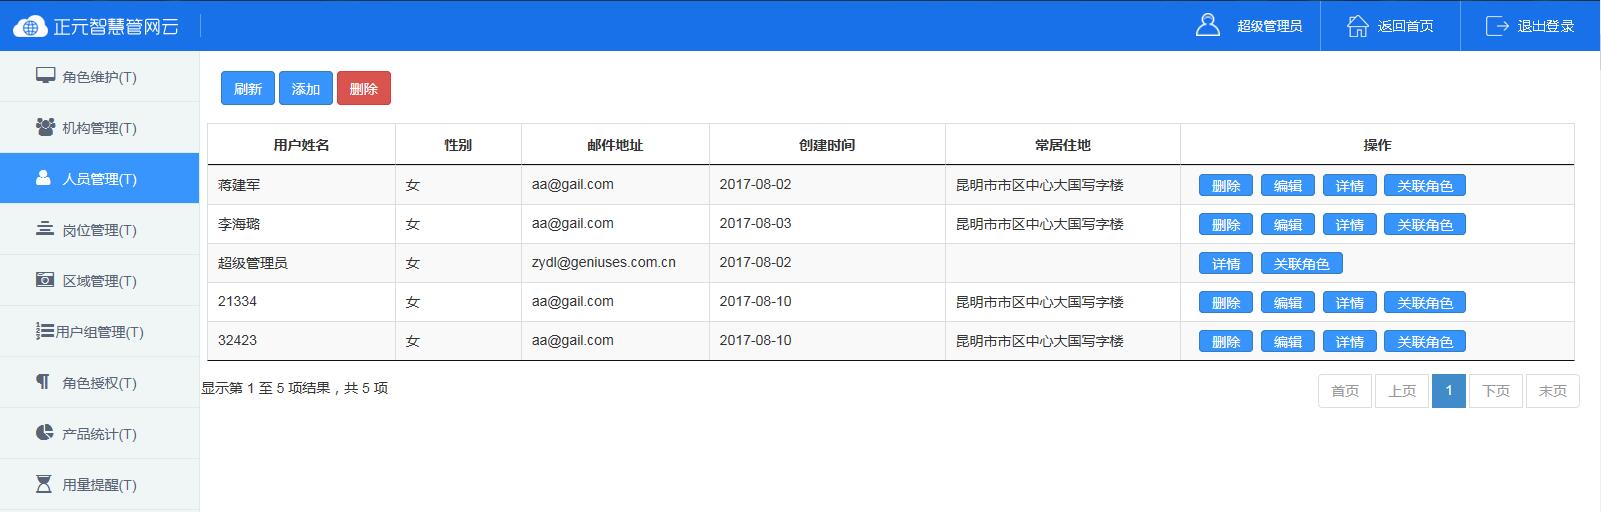 正元智慧管网云
超级管理员 返回首页 退出登录
角色维护(T)
机构管理(T)
人员管理(T)
岗位管理(T)
区域管理(T)
用户组管理(T)
角色授权(T)
产品统计(T)
用量提醒(T)
刷新 添加 删除
用户姓名 性别 邮件地址 创建时间 常居住地 操作
蒋建军 女 aa@gail.com 2017-08-02 昆明市市区中心大国写字楼 删除 编辑 详情 关联角色
李海璐 女 aa@gail.com 2017-08-03 昆明市市区中心大国写字楼 删除 编辑 详情 关联角色
超级管理员 女 zydl@geniuses.com.cn 2017-08-02 详情 关联角色
21334 女 aa@gail.com 2017-08-10 昆明市市区中心大国写字楼 删除 编辑 详情 关联角色
32423 女 aa@gail.com 2017-08-10 昆明市市区中心大国写字楼 删除 编辑 详情 关联角色
显示第 1 至 5 项结果，共 5 项
首页 上页 1 下页 末页